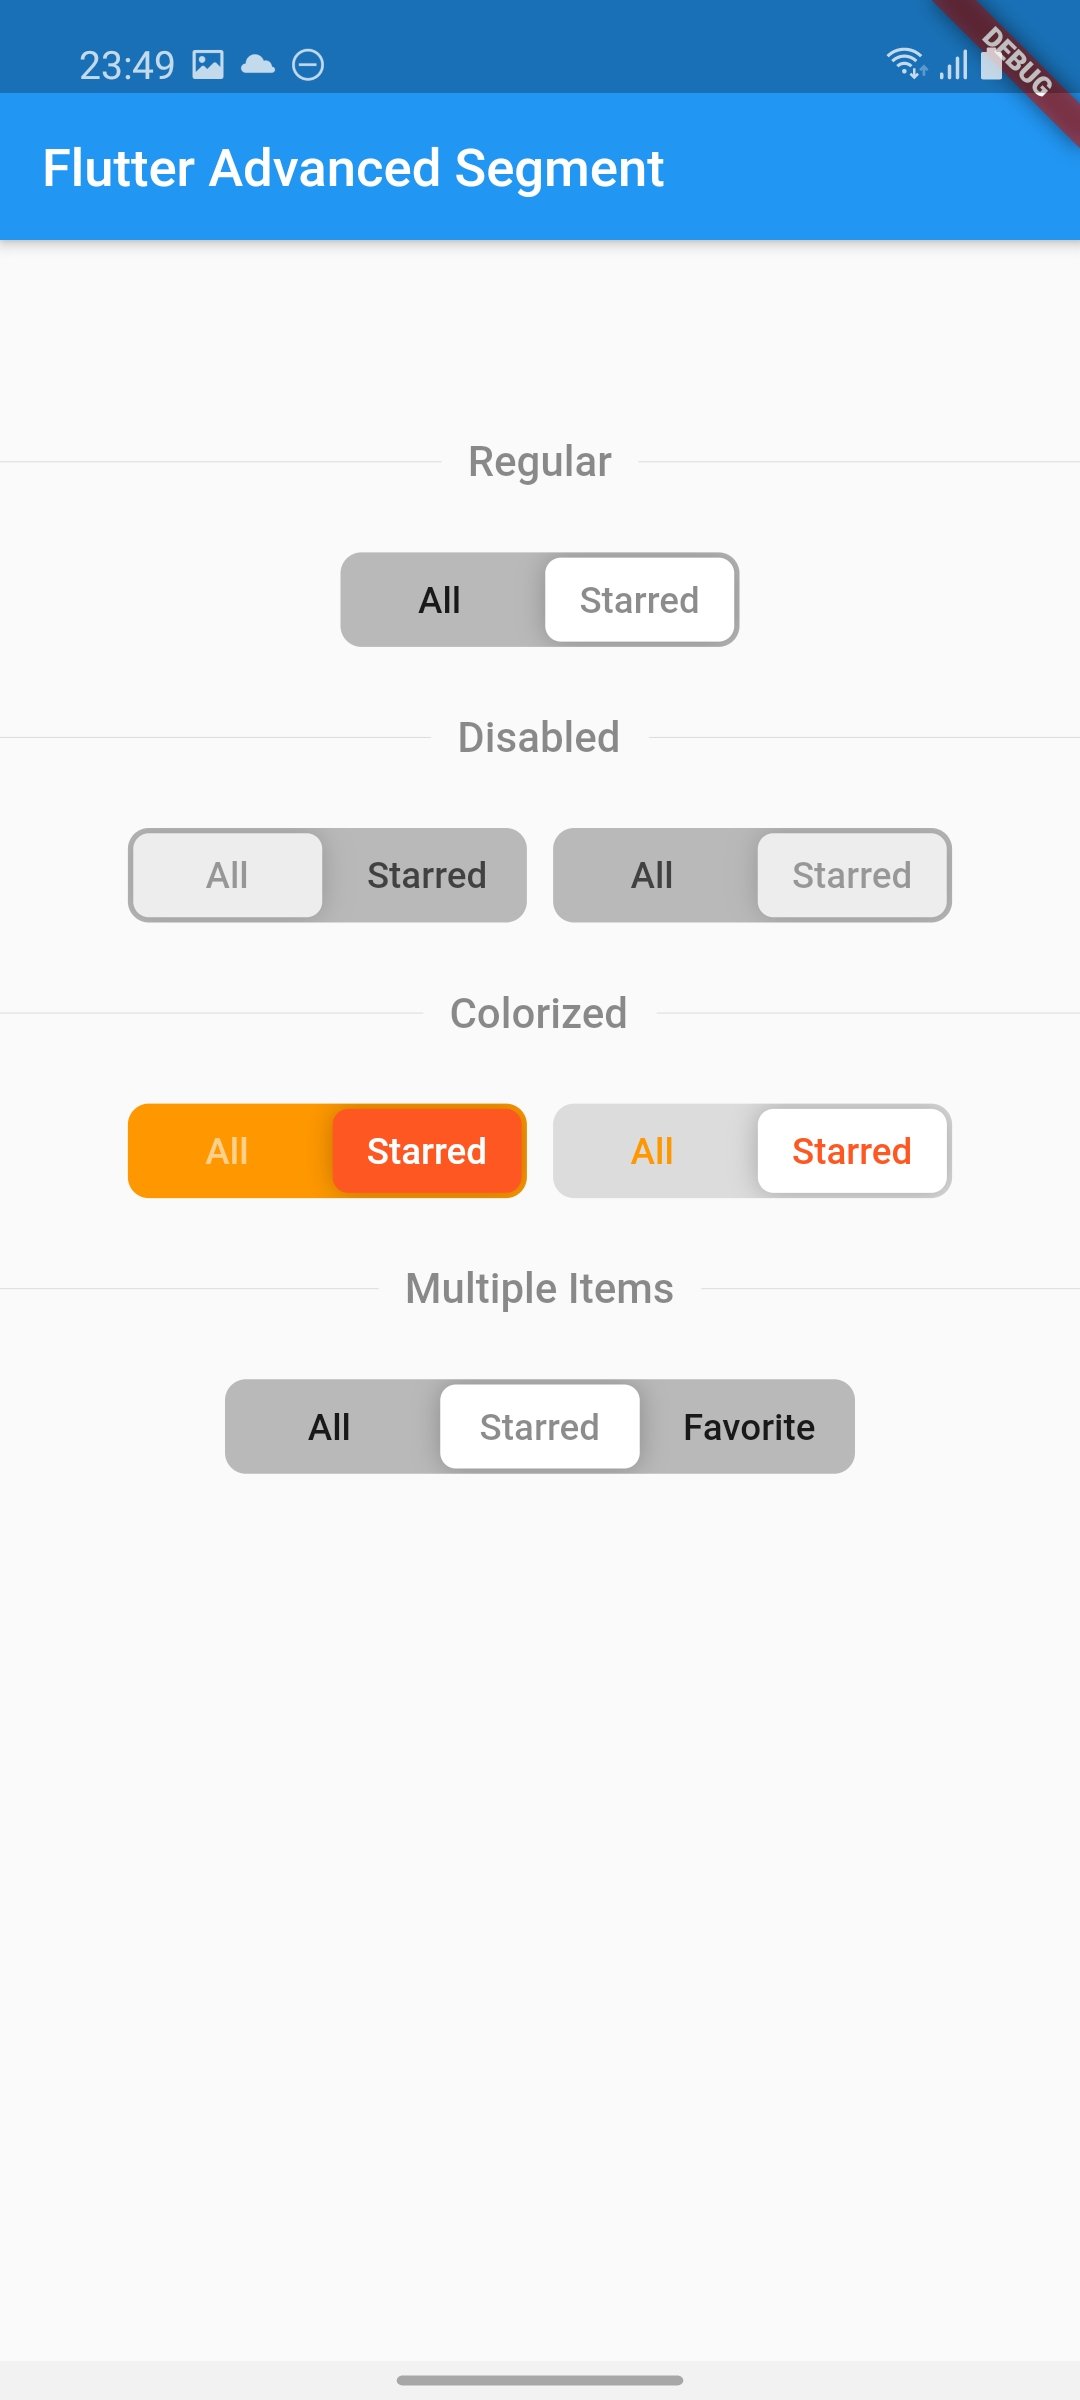 23:49
DEBUG
Flutter Advanced Segment
Regular
All Starred
Disabled
All Starred All Starred
Colorized
All Starred All Starred
Multiple Items
All Starred Favorite